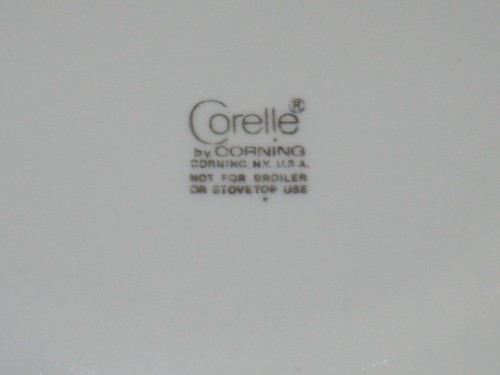 Corelle®
by CORNING
CORNING, N.Y. U.S.A.
NOT FOR BROILER
OR STOVETOP USE